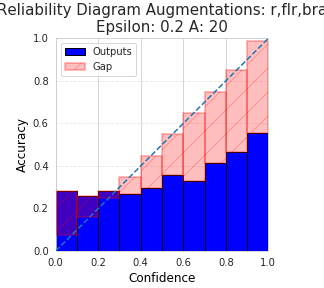 Reliability Diagram Augmentations: r,flr,bra
Epsilon: 0.2 A: 20
1.0
0.8
0.6
0.4
0.2
0.0
Accuracy
Outputs
Gap
0.0 0.2 0.4 0.6 0.8 1.0
Confidence